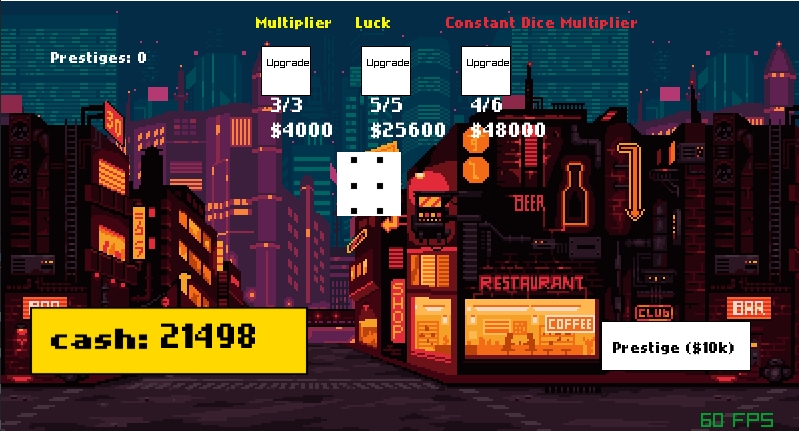 Multiplier Luck Constant Dice Multiplier
Prestiges: 0
Upgrade Upgrade Upgrade
3/3 5/5 4/6
$4000 $25600 $48000
BEER
RESTAURANT
SHOP
COFFEE
CLUB
BAR
BAR
cash: 21498
Prestige ($10k)
60 FPS